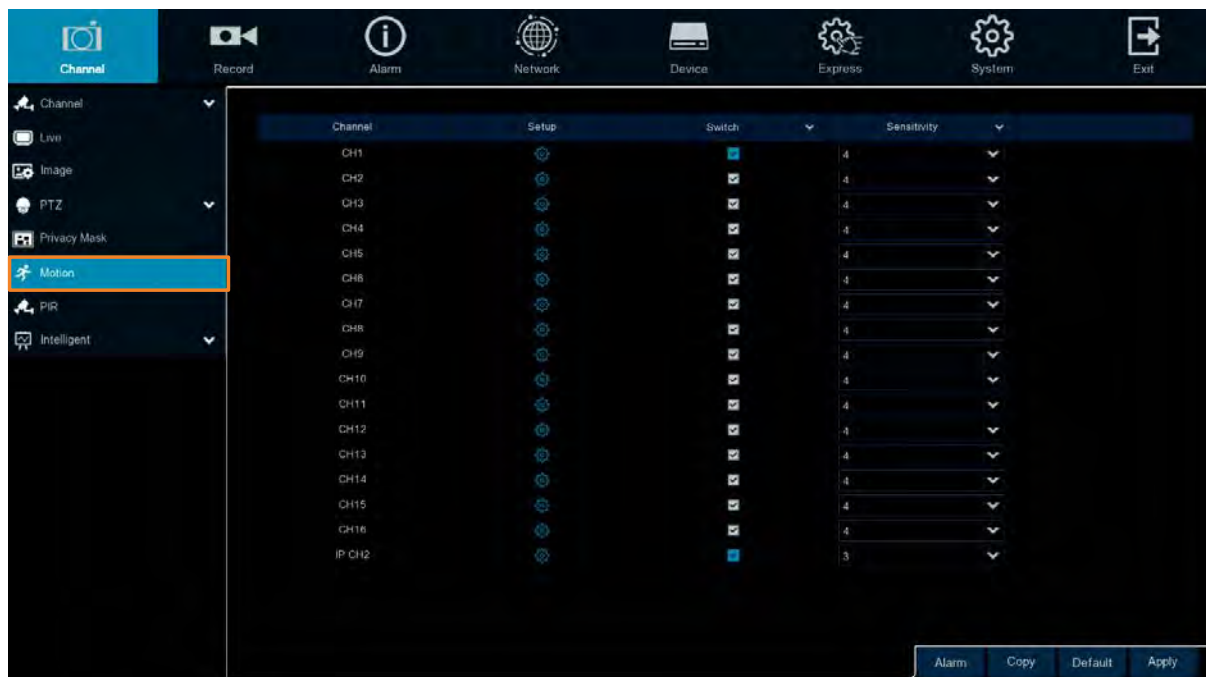 Channel Record Alarm Network Device Express System Exit
Channel
Live
Image
PTZ
Privacy Mask
Motion
PIR
Intelligent
Channel Setup Switch Sensitivity
CH1 4
CH2 4
CH3 4
CH4 4
CH5 4
CH6 4
CH7 4
CH8 4
CH9 4
CH10 4
CH11 4
CH12 4
CH13 4
CH14 4
CH15 4
CH16 4
IP CH2 3
Alarm Copy Default Apply